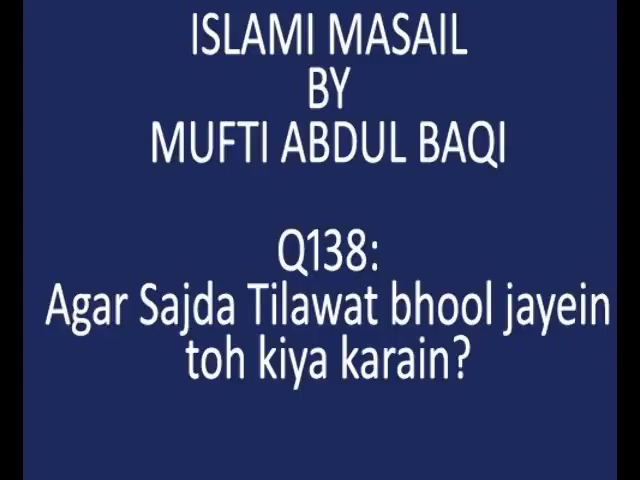 ISLAMI MASAIL
BY
MUFTI ABDUL BAQI
Q138:
Agar Sajda Tilawat bhool jayein
toh kiya karain?